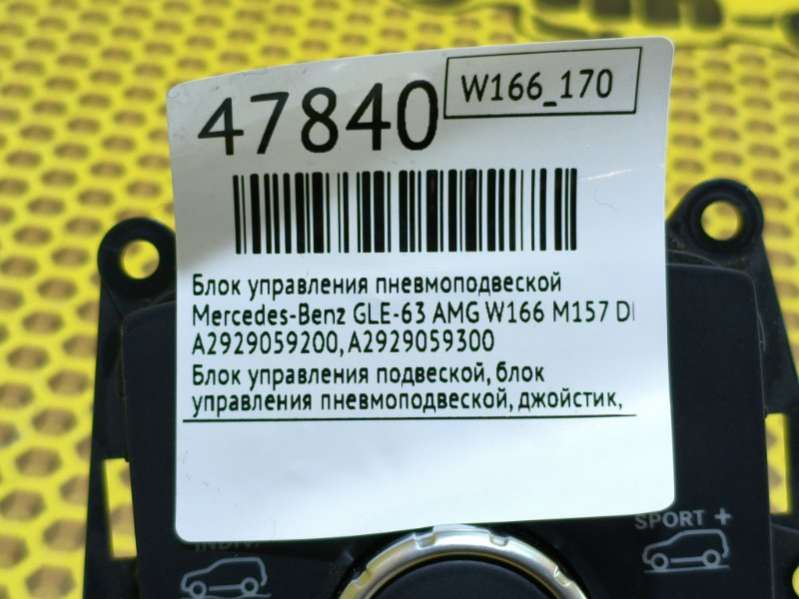 47840
W166_170
Блок управления пневмоподвеской
Mercedes-Benz GLE-63 AMG W166 M157 DI
A2929059200, A2929059300
Блок управления подвеской, блок
управления пневмоподвеской, джойстик,
SPORT +